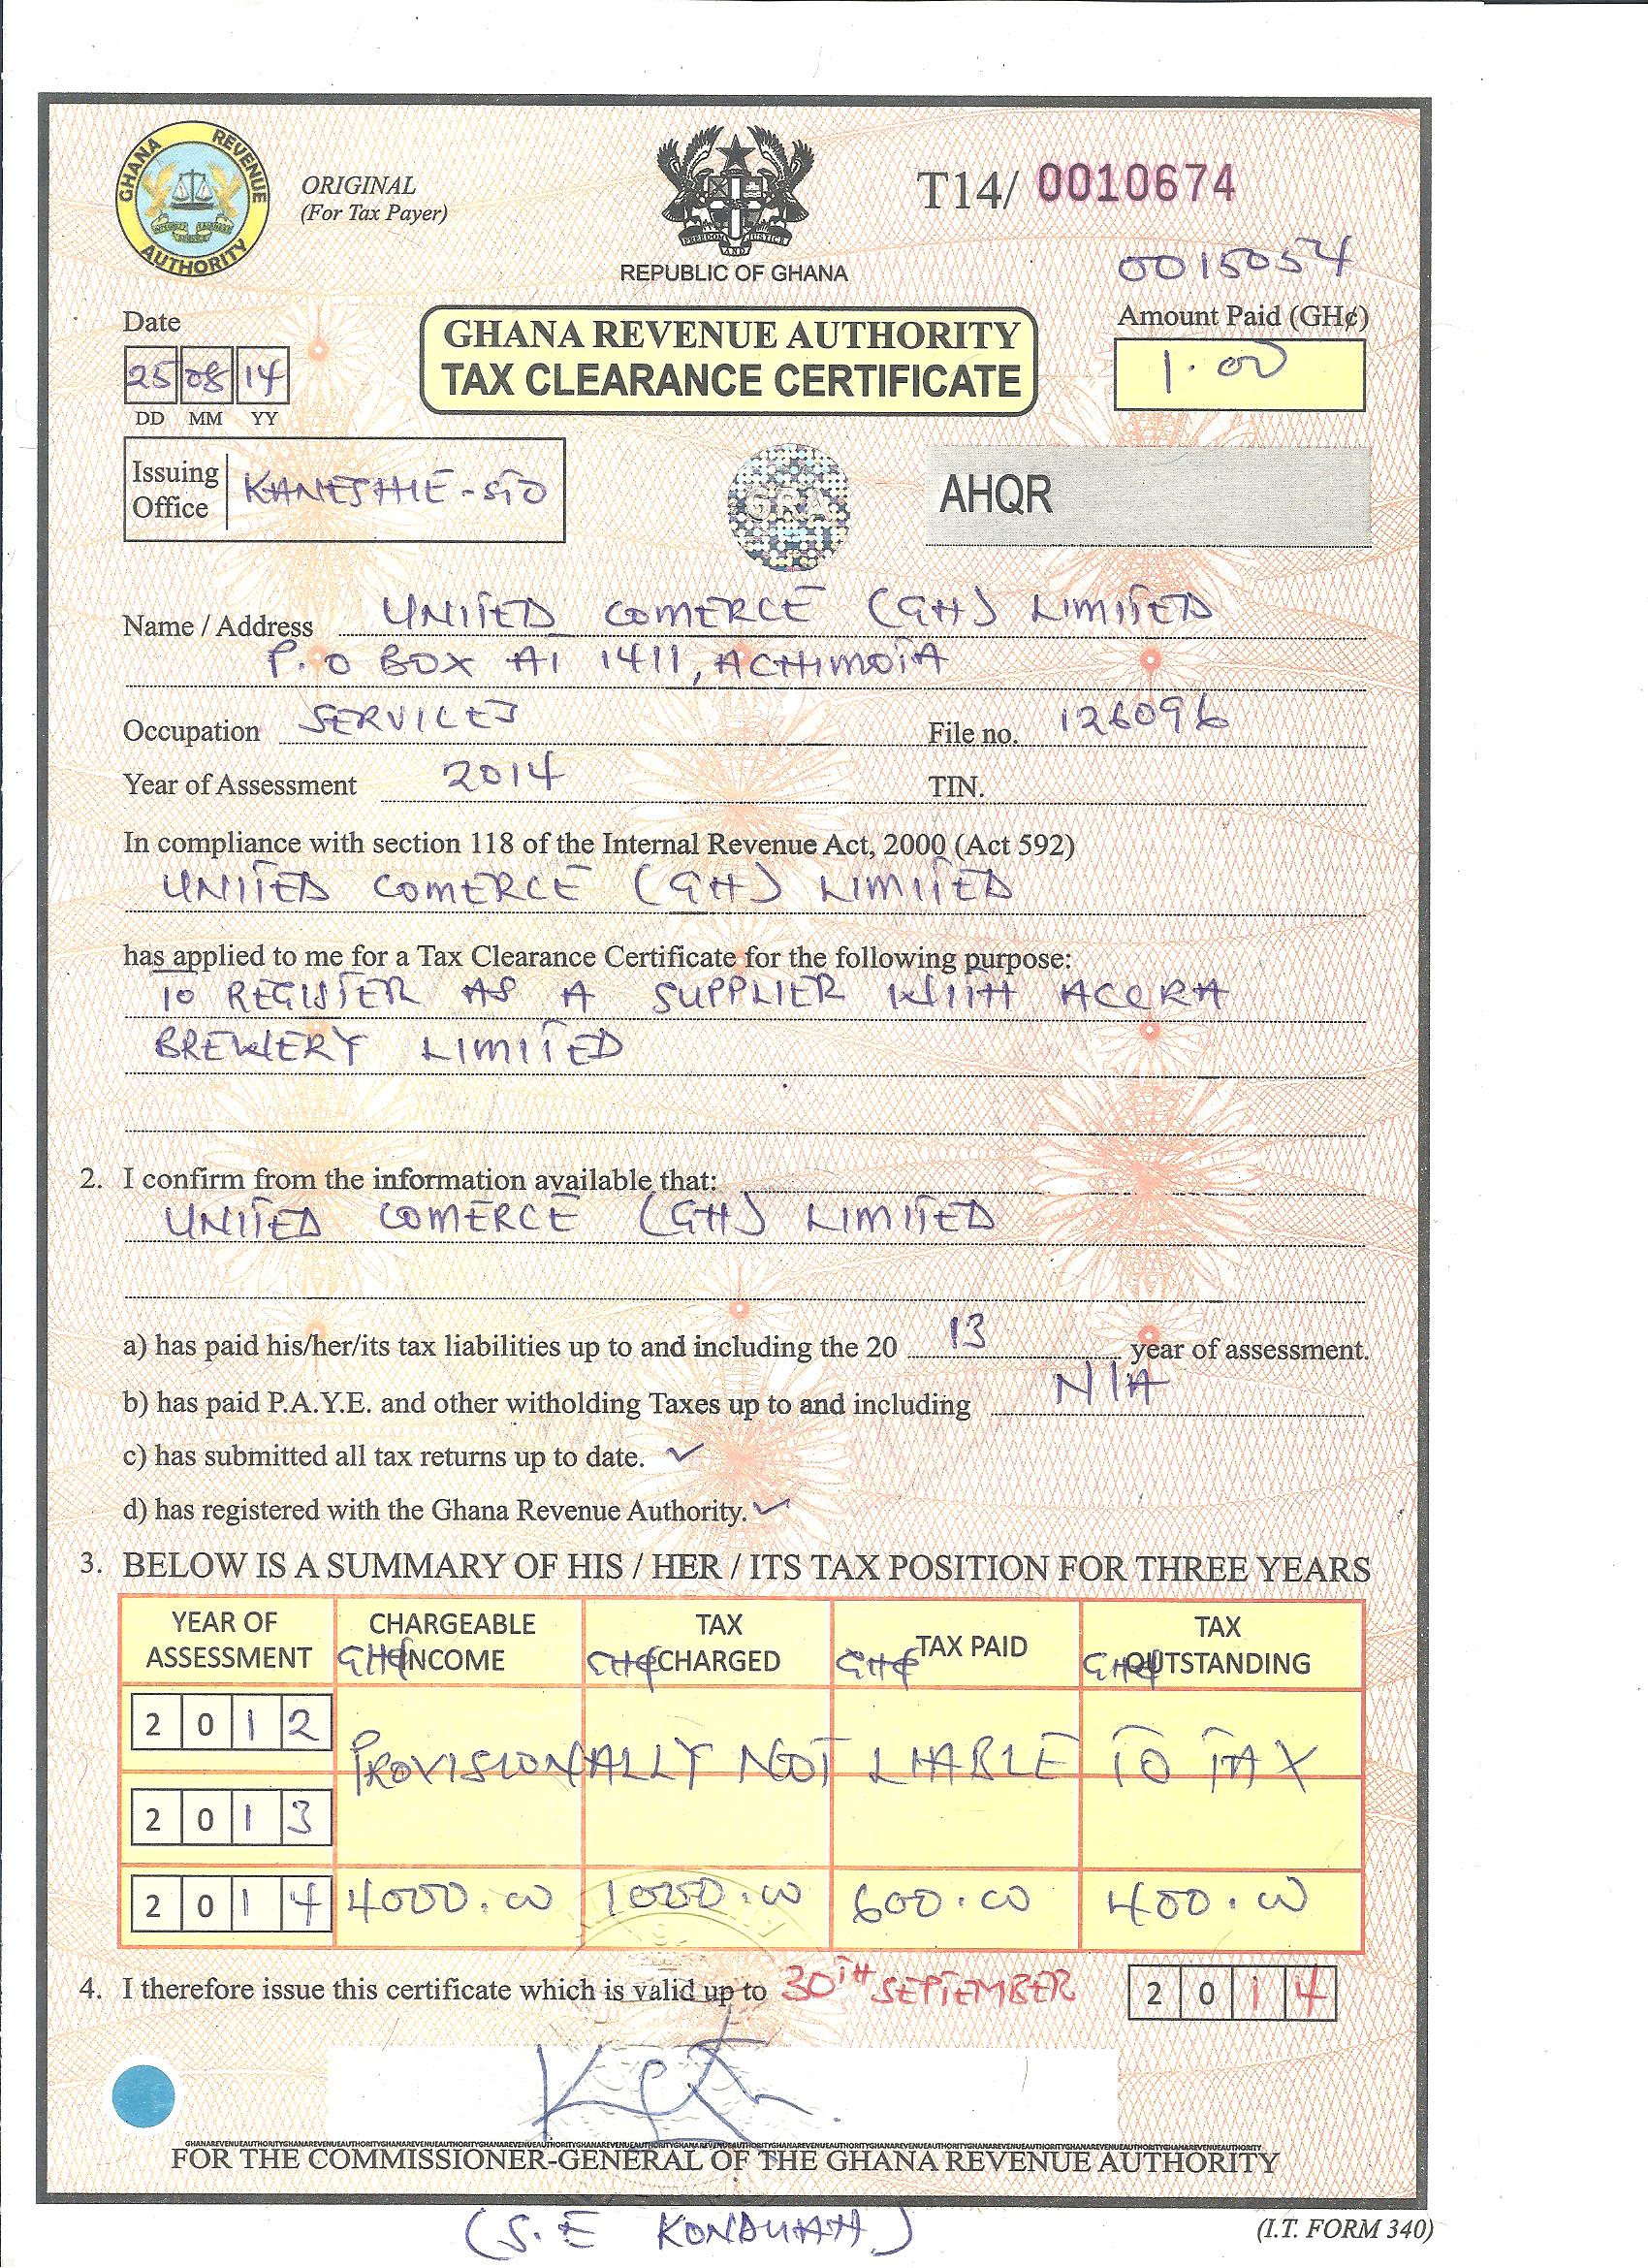 GHANA REVENUE AUTHORITY
ORIGINAL
(For Tax Payer)
FREEDOM AND JUSTICE
REPUBLIC OF GHANA
T14/ 0010674
0015054
Date
25 08 14
DD MM YY
GHANA REVENUE AUTHORITY
TAX CLEARANCE CERTIFICATE
Amount Paid (GH¢)
1.00
Issuing Office KANESHIE-STO
GRA
AHQR
Name / Address UNITED COMERCE (GH) LIMITED
P.O BOX AT 1411, ACHIMOTA
Occupation SERVICES File no. 126096
Year of Assessment 2014 TIN.
In compliance with section 118 of the Internal Revenue Act, 2000 (Act 592)
UNITED COMERCE (GH) LIMITED
has applied to me for a Tax Clearance Certificate for the following purpose:
TO REGISTER AS A SUPPLIER WITH ACCRA
BREWERY LIMITED
2. I confirm from the information available that:
UNITED COMERCE (GH) LIMITED
a) has paid his/her/its tax liabilities up to and including the 20 13 year of assessment.
b) has paid P.A.Y.E. and other witholding Taxes up to and including N/A
c) has submitted all tax returns up to date. ✓
d) has registered with the Ghana Revenue Authority. ✓
3. BELOW IS A SUMMARY OF HIS / HER / ITS TAX POSITION FOR THREE YEARS
YEAR OF ASSESSMENT CHARGEABLE INCOME GH¢ TAX CHARGED GH¢ TAX PAID GH¢ TAX OUTSTANDING GH¢
2012
PROVISIONALLY NOT LIABLE TO TAX
2013
2014 4000.00 1000.00 600.00 400.00
4. I therefore issue this certificate which is valid up to 30TH SEPTEMBER 2014
GHANAREVENUEAUTHORITYGHANAREVENUEAUTHORITYGHANAREVENUEAUTHORITYGHANAREVENUEAUTHORITY
FOR THE COMMISSIONER-GENERAL OF THE GHANA REVENUE AUTHORITY
(S.E KONDUAH)
(I.T. FORM 340)